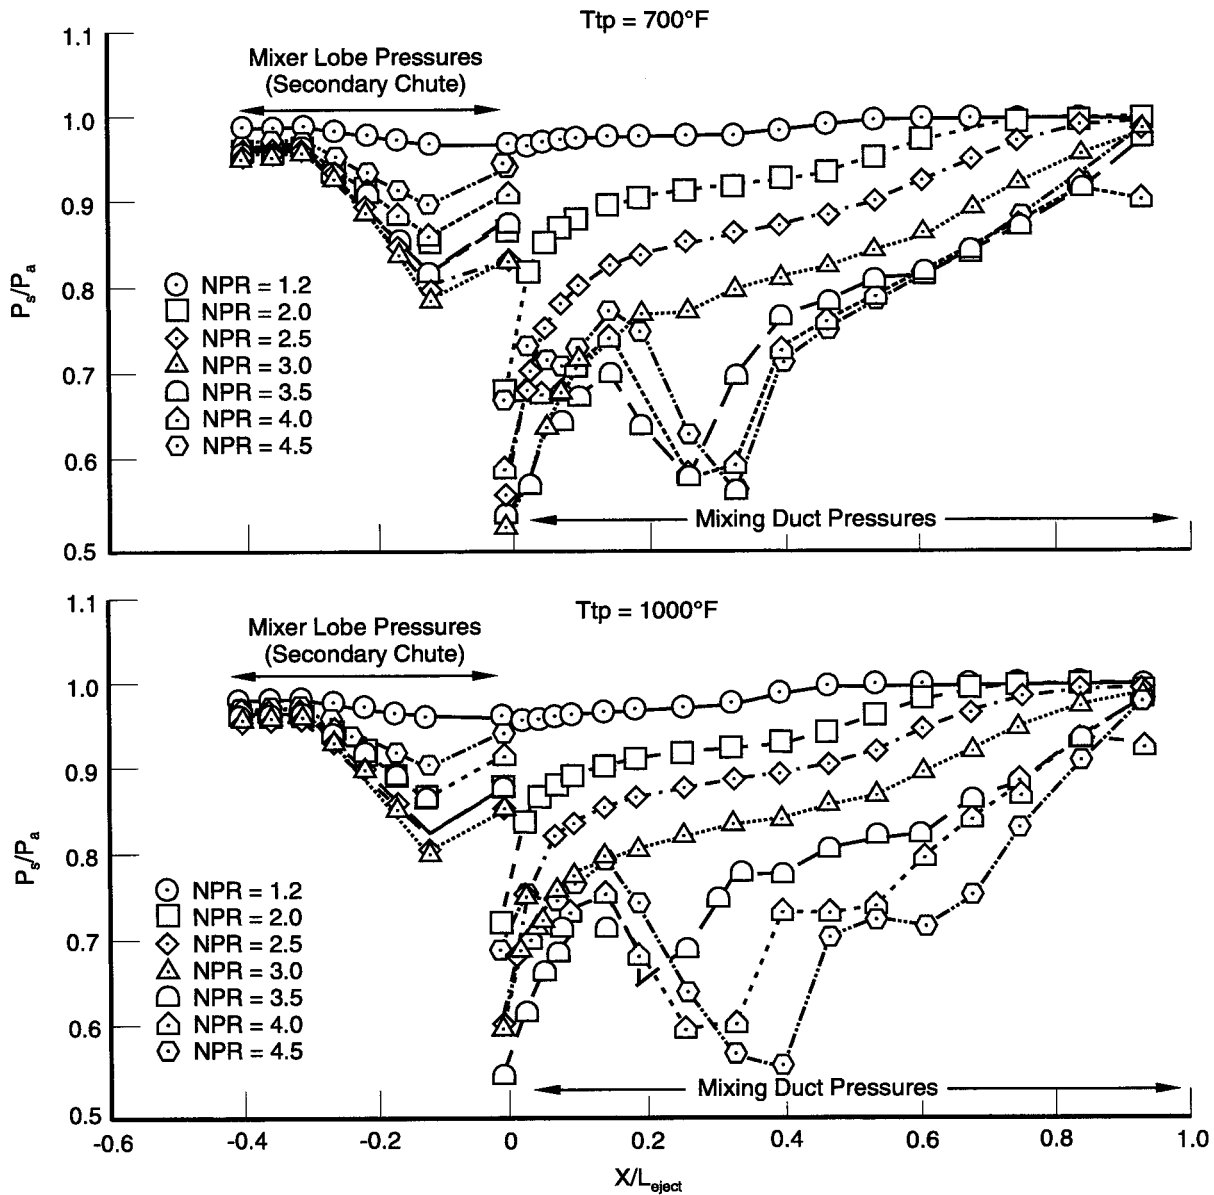 Ttp = 700°F
1.1
1.0
0.9
0.8
0.7
0.6
0.5
Ps/Pa
Mixer Lobe Pressures
(Secondary Chute)
NPR = 1.2
NPR = 2.0
NPR = 2.5
NPR = 3.0
NPR = 3.5
NPR = 4.0
NPR = 4.5
Mixing Duct Pressures
Ttp = 1000°F
1.1
1.0
0.9
0.8
0.7
0.6
0.5
Ps/Pa
Mixer Lobe Pressures
(Secondary Chute)
NPR = 1.2
NPR = 2.0
NPR = 2.5
NPR = 3.0
NPR = 3.5
NPR = 4.0
NPR = 4.5
Mixing Duct Pressures
-0.6 -0.4 -0.2 0 0.2 0.4 0.6 0.8 1.0
X/Leject